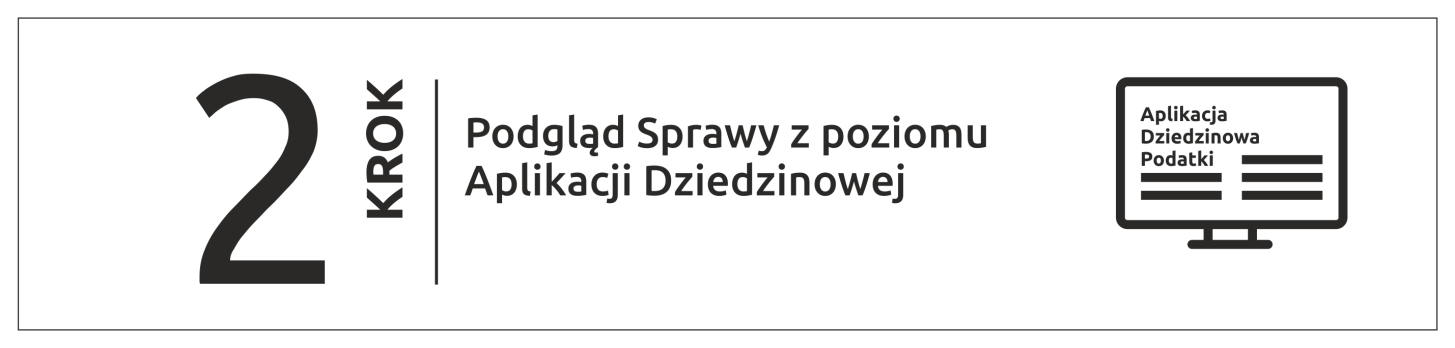 2
KROK
Podgląd Sprawy z poziomu
Aplikacji Dziedzinowej
Aplikacja
Dziedzinowa
Podatki